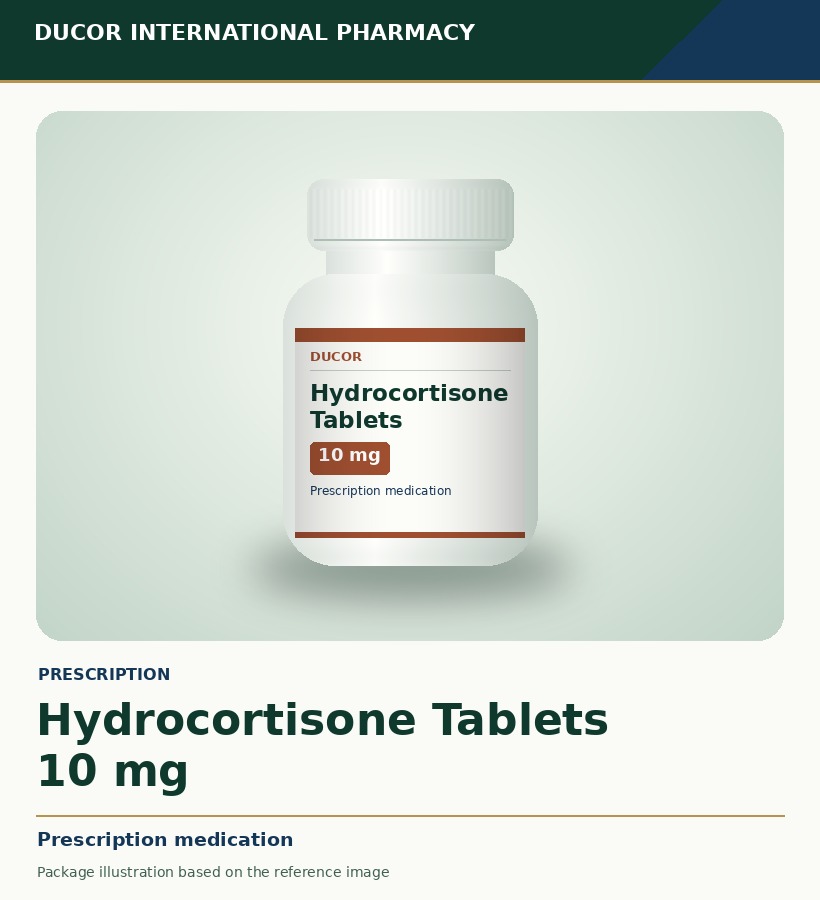 DUCOR INTERNATIONAL PHARMACY
DUCOR
Hydrocortisone
Tablets
10 mg
Prescription medication
PRESCRIPTION
Hydrocortisone Tablets
10 mg
Prescription medication
Package illustration based on the reference image